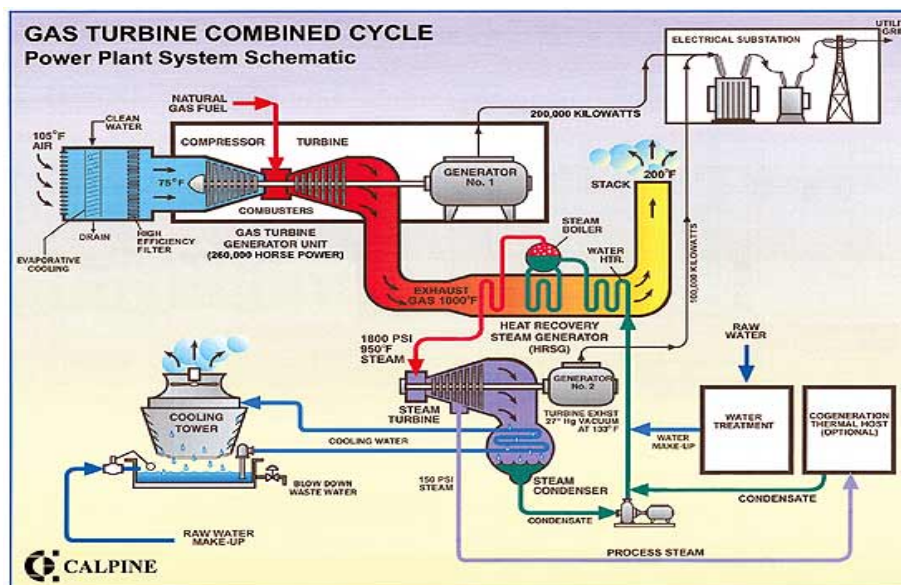 GAS TURBINE COMBINED CYCLE
Power Plant System Schematic
ELECTRICAL SUBSTATION
UTILITY
GRID
NATURAL
GAS FUEL
200,000 KILOWATTS
CLEAN
WATER
105°F
AIR
COMPRESSOR
TURBINE
75°F
GENERATOR
No. 1
200°F
STACK
COMBUSTERS
DRAIN
HIGH
EFFICIENCY
FILTER
EVAPORATIVE
COOLING
GAS TURBINE
GENERATOR UNIT
(260,000 HORSE POWER)
STEAM
BOILER
WATER
HTR.
100,000 KILOWATTS
EXHAUST
GAS 1000°F
HEAT RECOVERY
STEAM GENERATOR
(HRSG)
1800 PSI
950°F
STEAM
RAW
WATER
GENERATOR
No. 2
STEAM
TURBINE
TURBINE EXHST
27" Hg VACUUM
AT 133°F
COOLING
TOWER
COOLING WATER
WATER
TREATMENT
COGENERATION
THERMAL HOST
(OPTIONAL)
WATER
MAKE-UP
BLOW DOWN
WASTE WATER
150 PSI
STEAM
STEAM
CONDENSER
CONDENSATE
CONDENSATE
RAW WATER
MAKE-UP
PROCESS STEAM
CALPINE